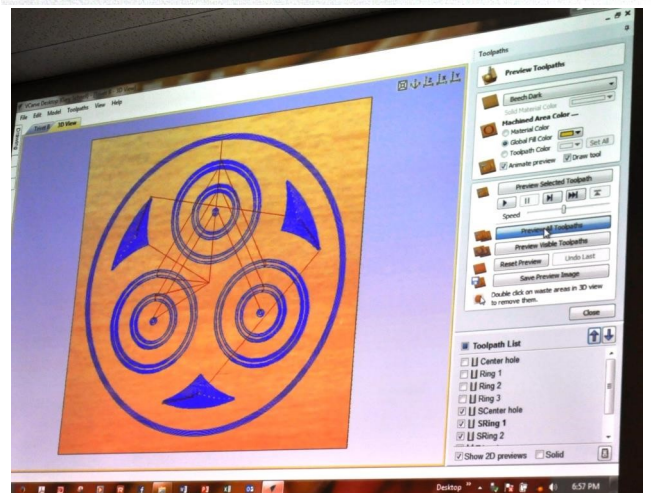 VCarve Desktop
File Edit Model Toolpaths View Help
3D View
Drawing
Toolpaths
Preview Toolpaths
Beech Dark
Solid Material Color
Machined Area Color
Material Color
Global Fill Color
Toolpath Color Set All
Animate preview Draw tool
Preview Selected Toolpath
Speed
Preview All Toolpaths
Preview Visible Toolpaths
Reset Preview Undo Last
Save Preview Image
Double click on waste areas in 3D view
to remove them.
Close
Toolpath List
Center hole
Ring 1
Ring 2
Ring 3
SCenter hole
SRing 1
SRing 2
Show 2D previews Solid
Desktop 6:57 PM